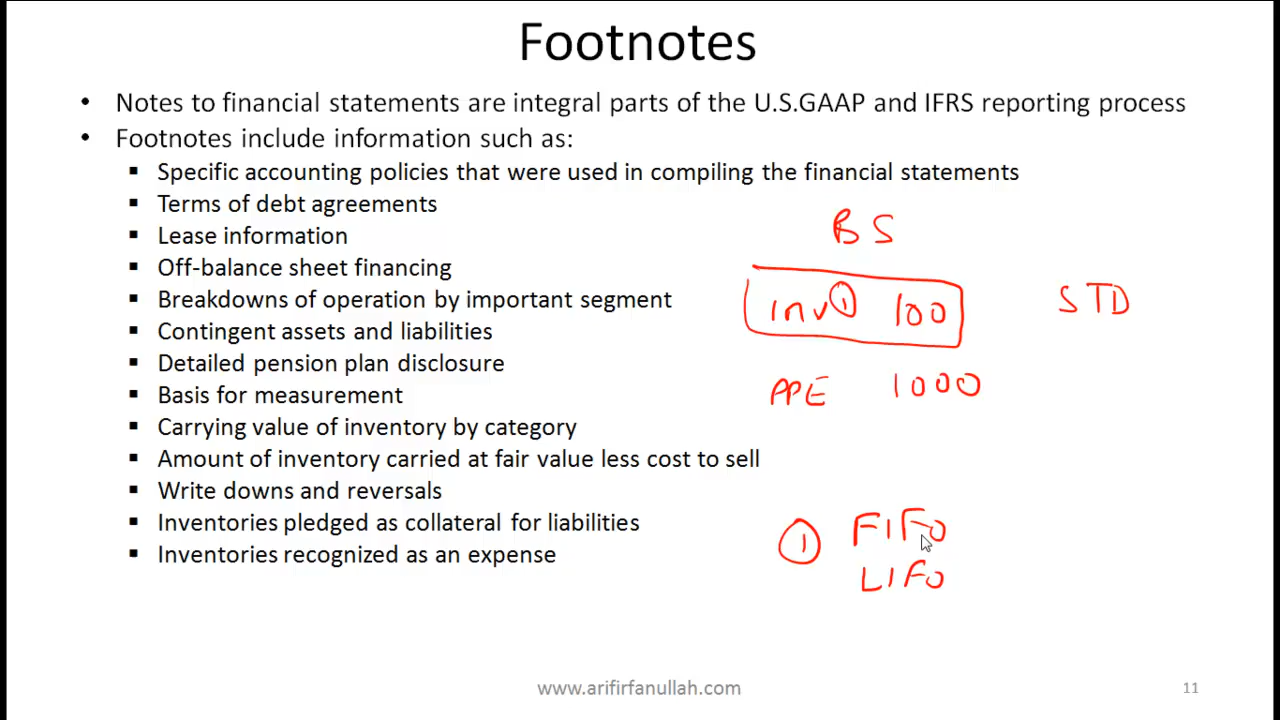 Footnotes
• Notes to financial statements are integral parts of the U.S.GAAP and IFRS reporting process
• Footnotes include information such as:
▪ Specific accounting policies that were used in compiling the financial statements
▪ Terms of debt agreements
▪ Lease information
▪ Off-balance sheet financing
▪ Breakdowns of operation by important segment
▪ Contingent assets and liabilities
▪ Detailed pension plan disclosure
▪ Basis for measurement
▪ Carrying value of inventory by category
▪ Amount of inventory carried at fair value less cost to sell
▪ Write downs and reversals
▪ Inventories pledged as collateral for liabilities
▪ Inventories recognized as an expense
BS
Inv ① 100
STD
PPE 1000
① FIFO
LIFO
www.arifirfanullah.com
11